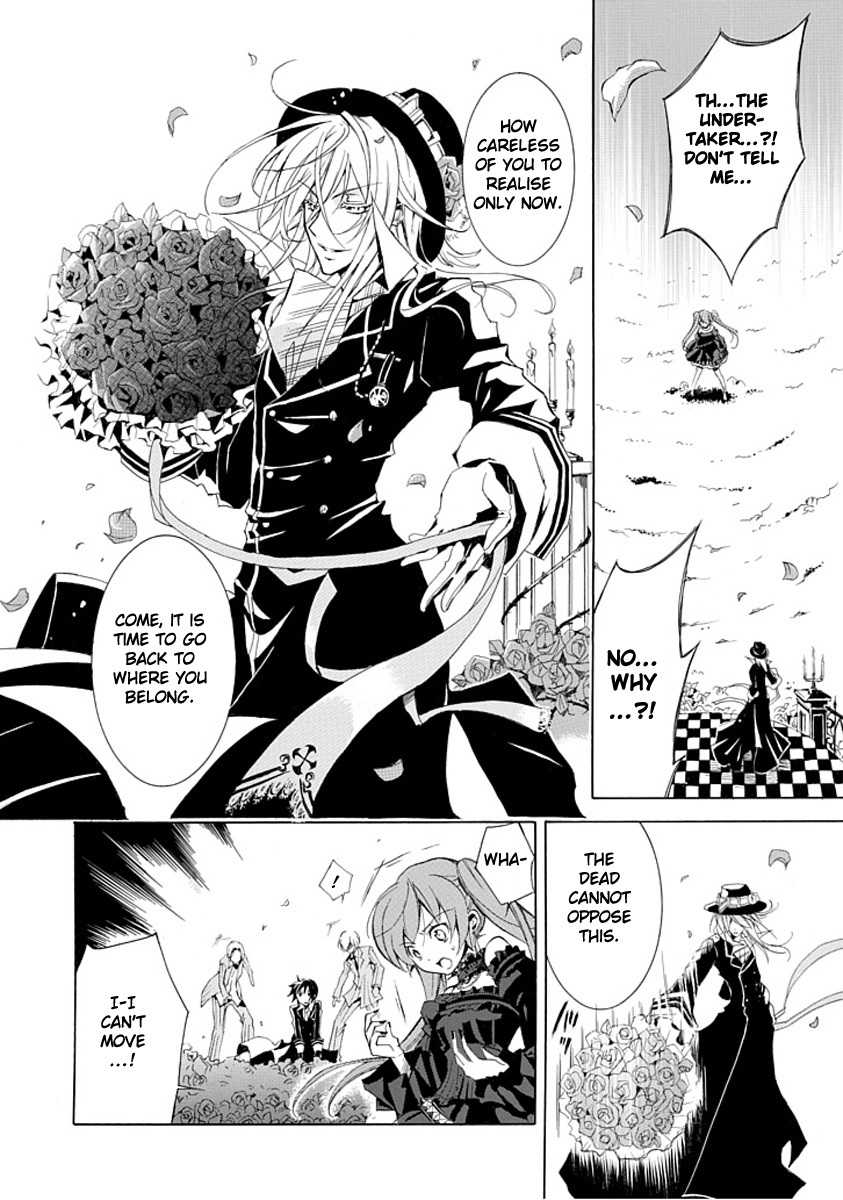 TH...THE
UNDER-
TAKER...?!
DON'T TELL
ME...
NO...
WHY
...?!
HOW
CARELESS
OF YOU TO
REALISE
ONLY NOW.
COME, IT IS
TIME TO GO
BACK TO
WHERE YOU
BELONG.
THE
DEAD
CANNOT
OPPOSE
THIS.
WHA-
!
I-I
CAN'T
MOVE
...!